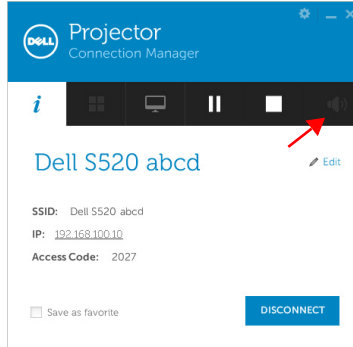 DELL
Projector
Connection Manager
i
Dell S520 abcd
Edit
SSID: Dell S520 abcd
IP: 192.168.100.10
Access Code: 2027
Save as favorite
DISCONNECT